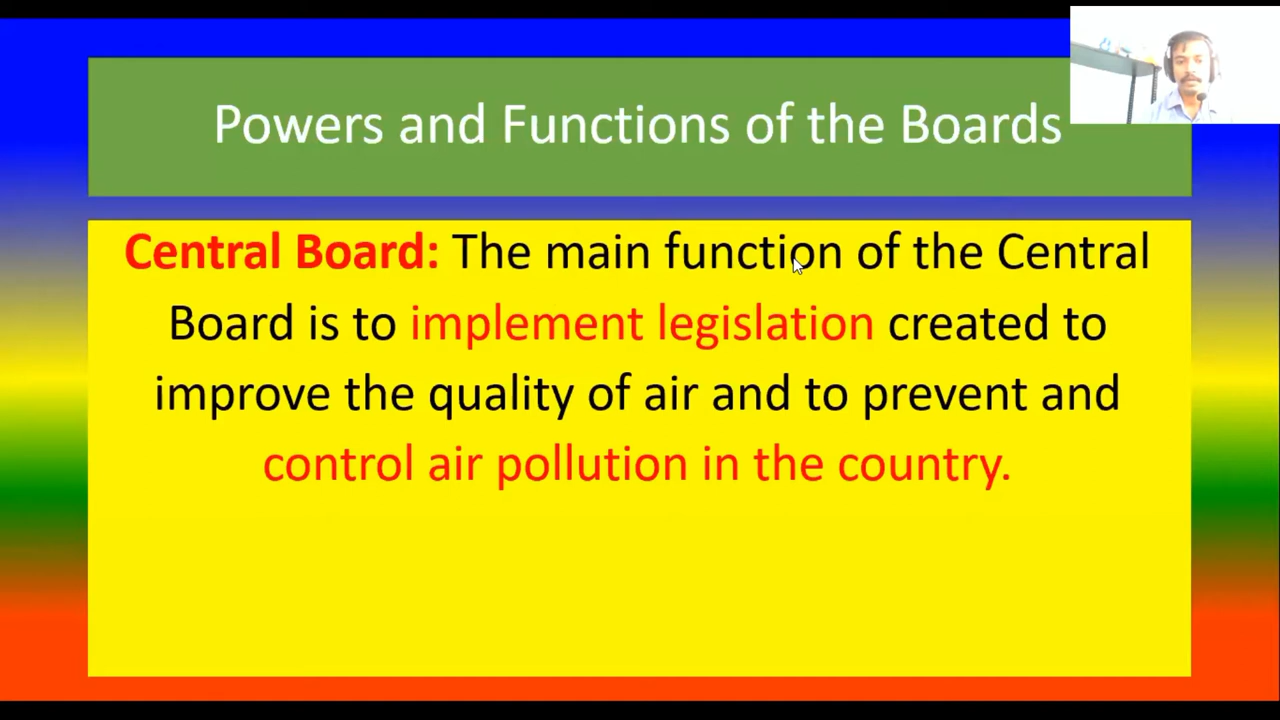 Powers and Functions of the Boards
Central Board: The main function of the Central
Board is to implement legislation created to
improve the quality of air and to prevent and
control air pollution in the country.